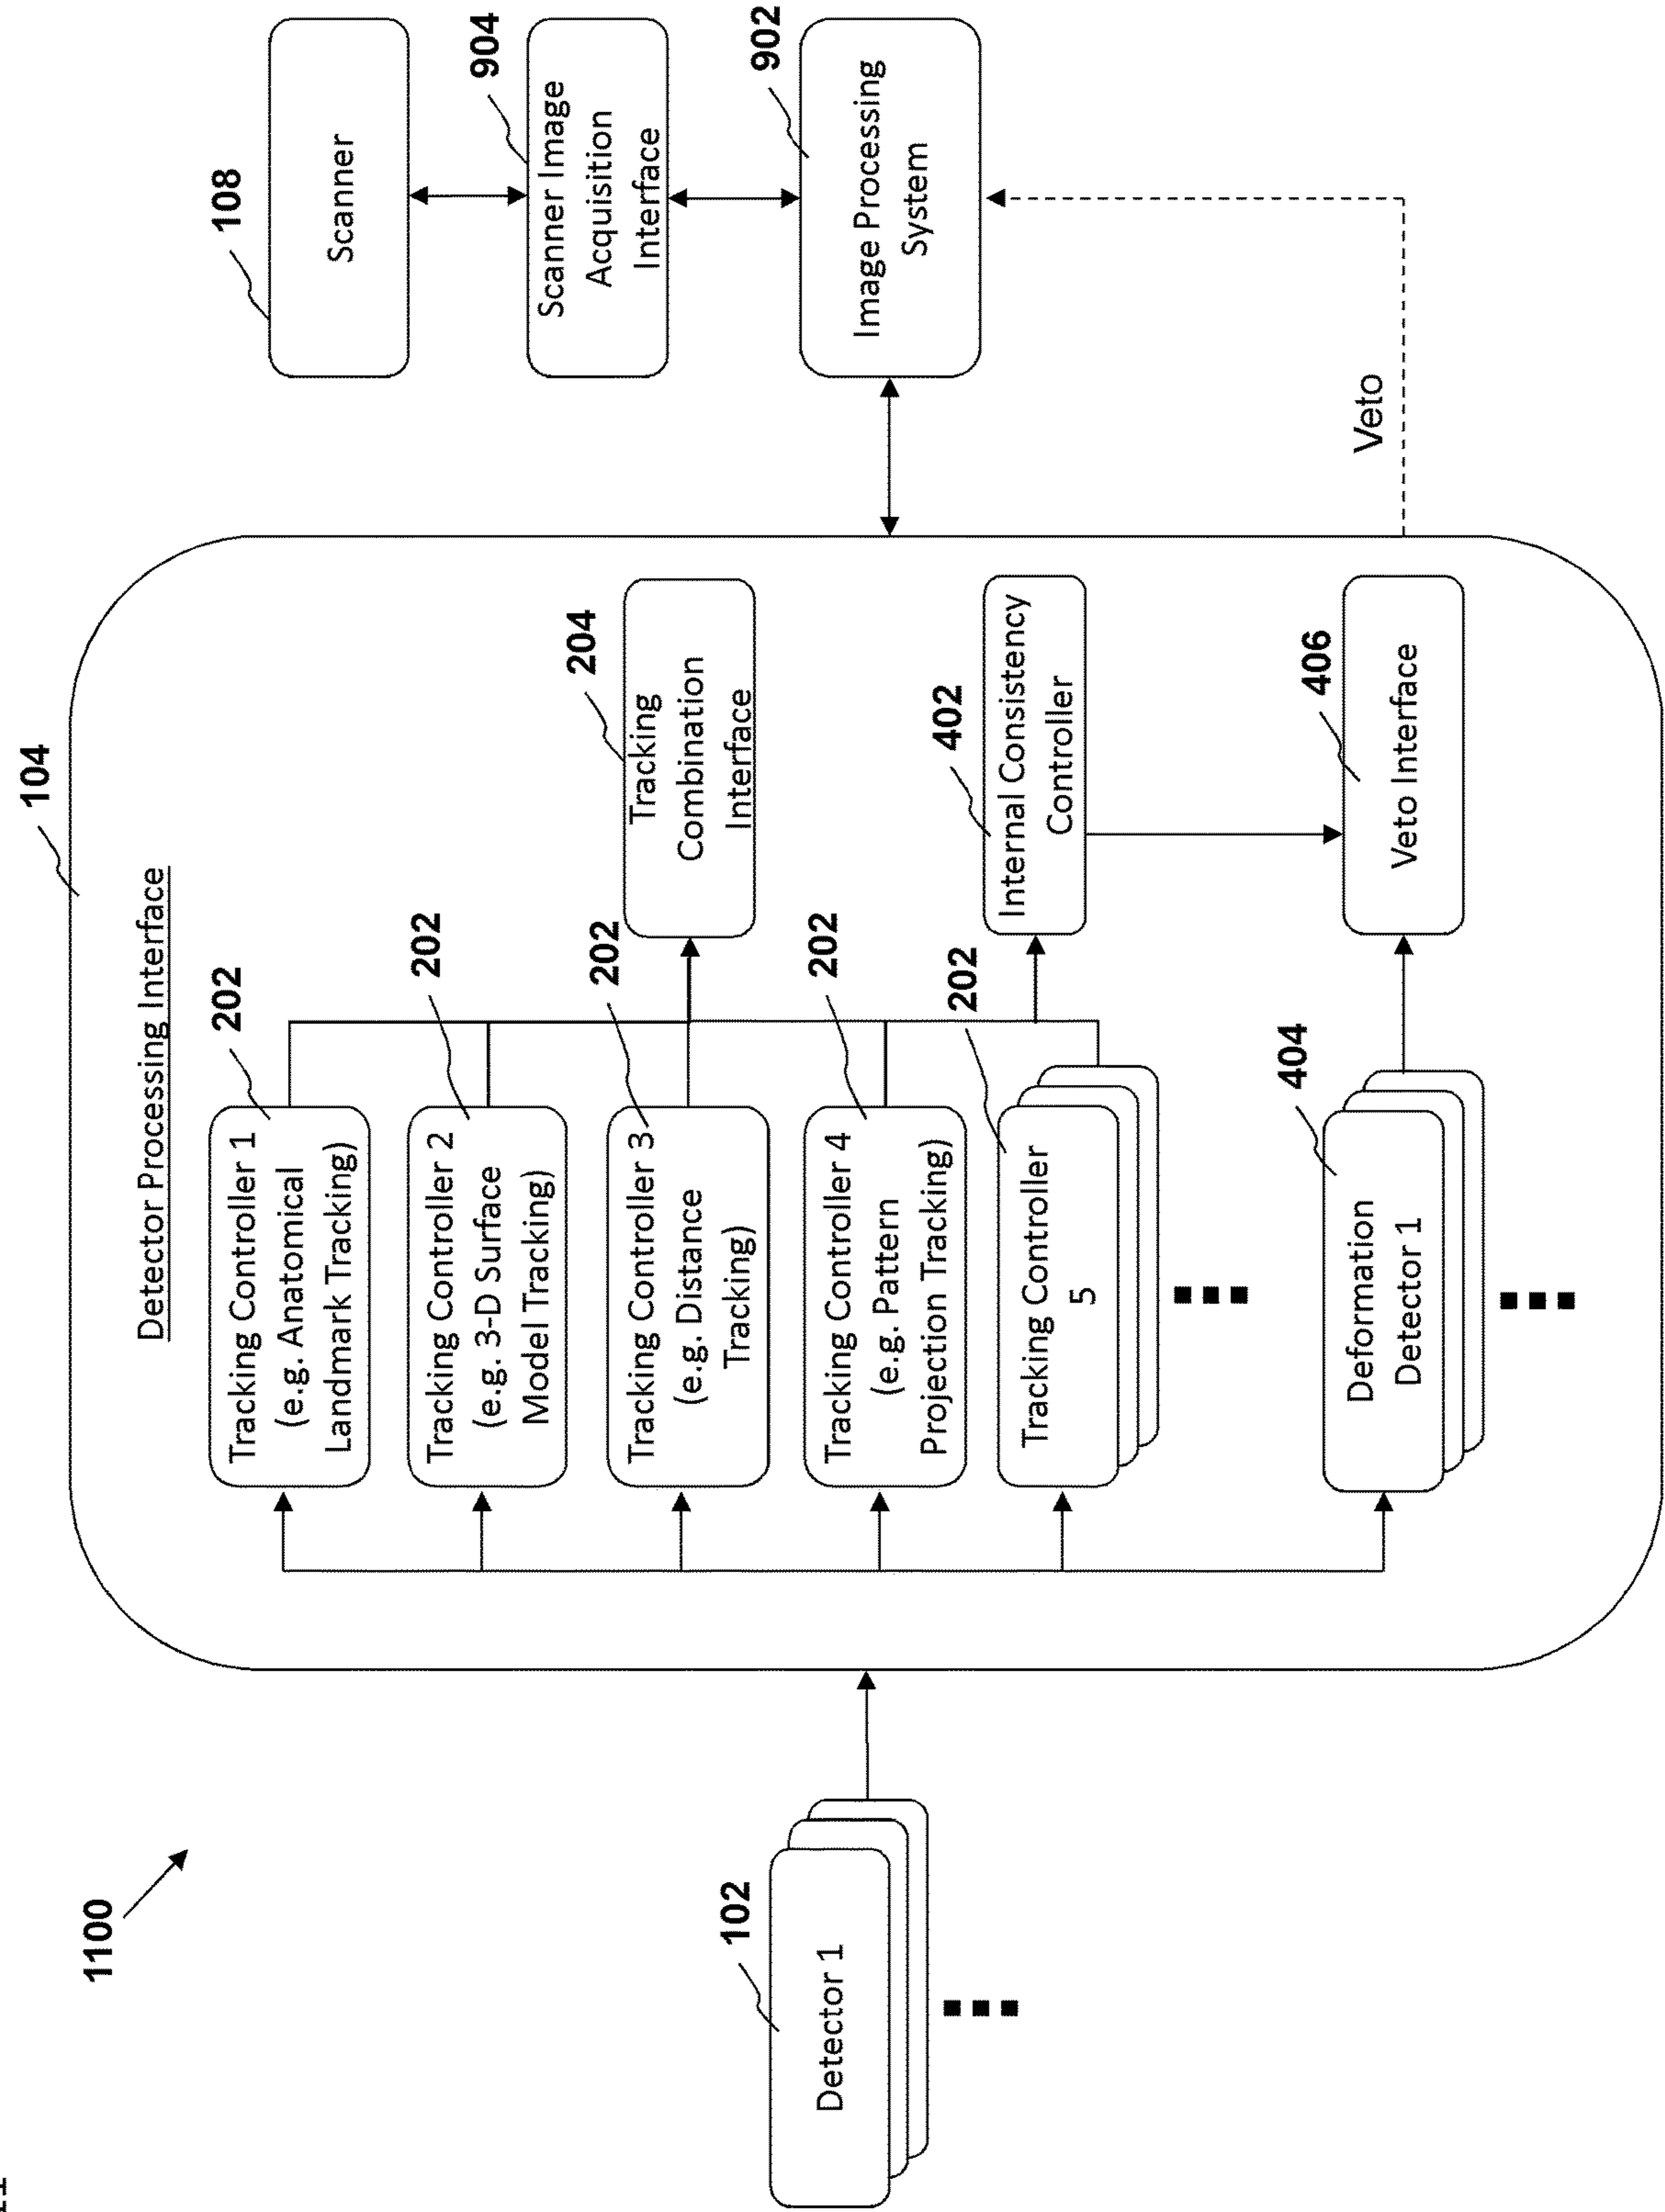 1100
102
Detector 1
104
Detector Processing Interface
Tracking Controller 1
(e.g. Anatomical
Landmark Tracking)
202
Tracking Controller 2
(e.g. 3-D Surface
Model Tracking)
202
Tracking Controller 3
(e.g. Distance
Tracking)
202
Tracking Controller 4
(e.g. Pattern
Projection Tracking)
202
Tracking Controller
5
202
Deformation
Detector 1
404
Tracking
Combination
Interface
204
Internal Consistency
Controller
402
Veto Interface
406
108
Scanner
904
Scanner Image
Acquisition
Interface
902
Image Processing
System
Veto